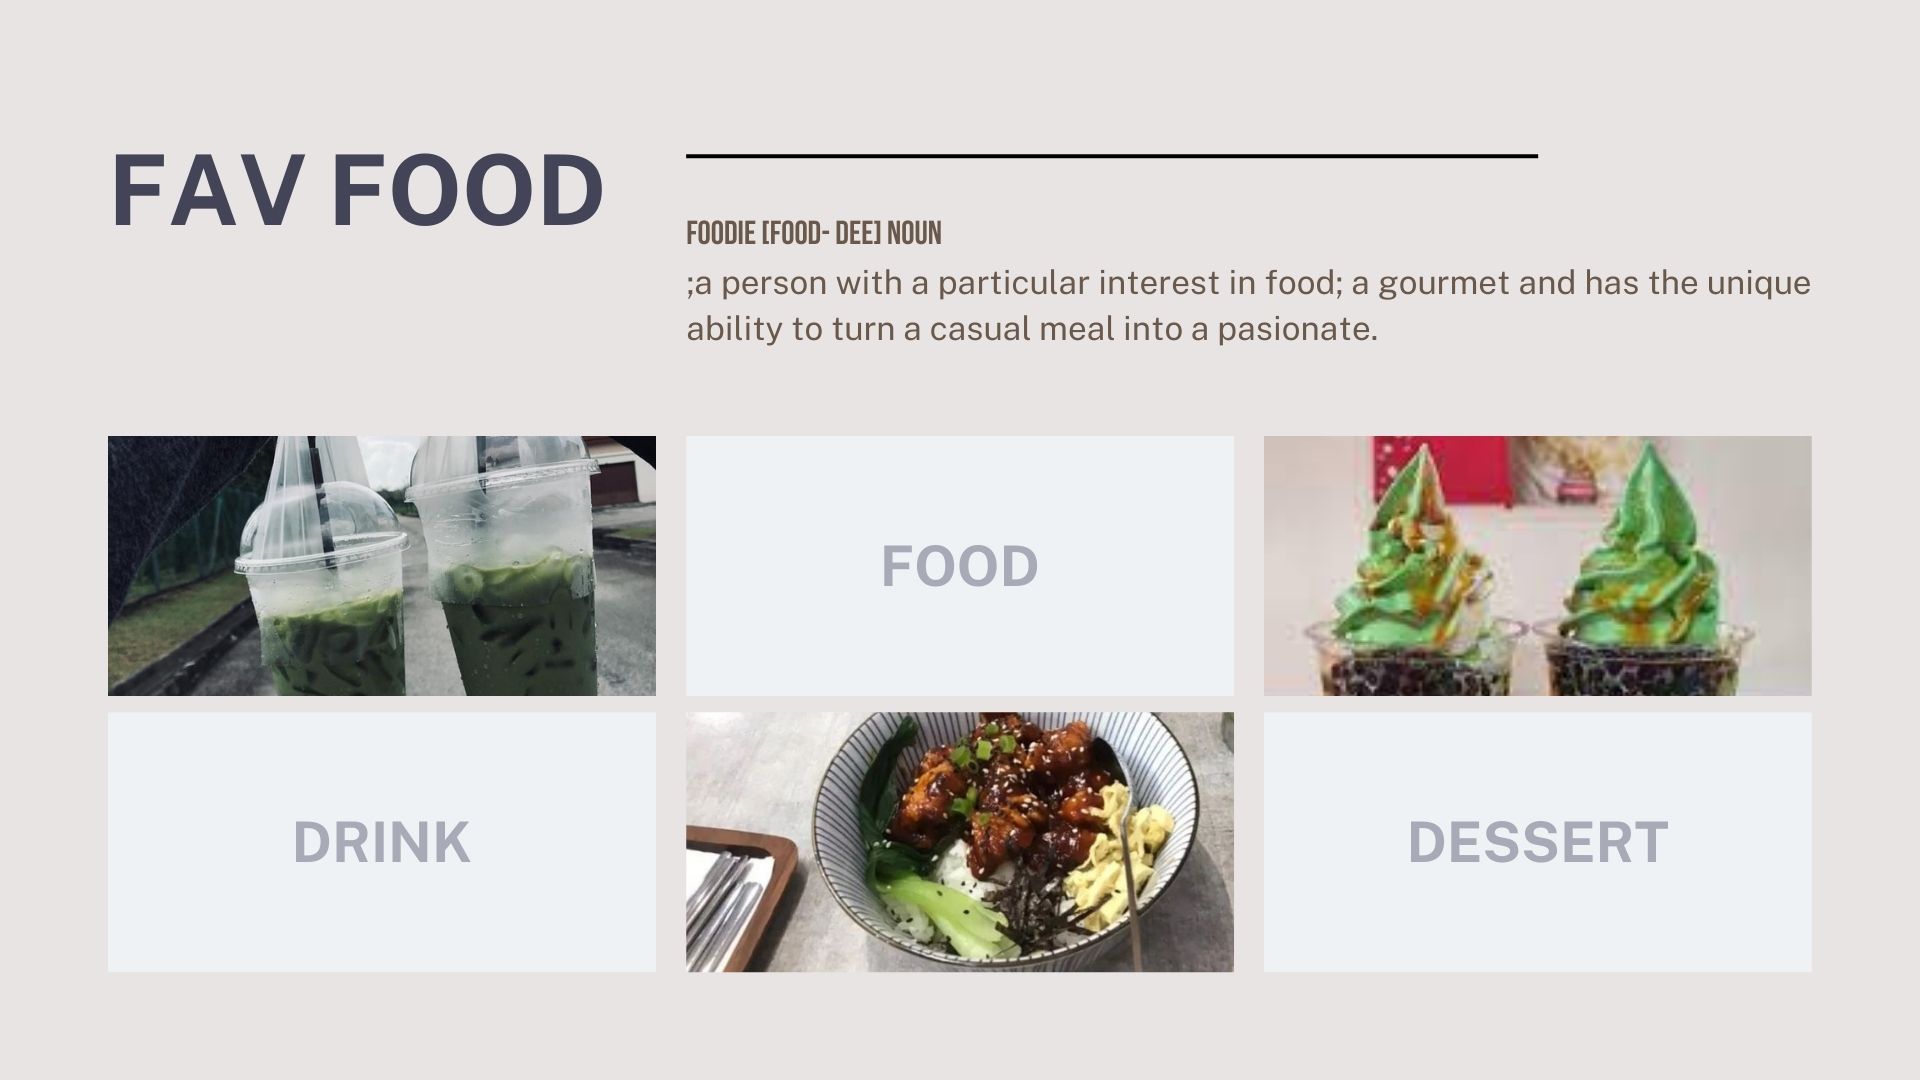 FAV FOOD
FOODIE [FOOD- DEE] NOUN
;a person with a particular interest in food; a gourmet and has the unique
ability to turn a casual meal into a pasionate.
FOOD
DRINK
DESSERT